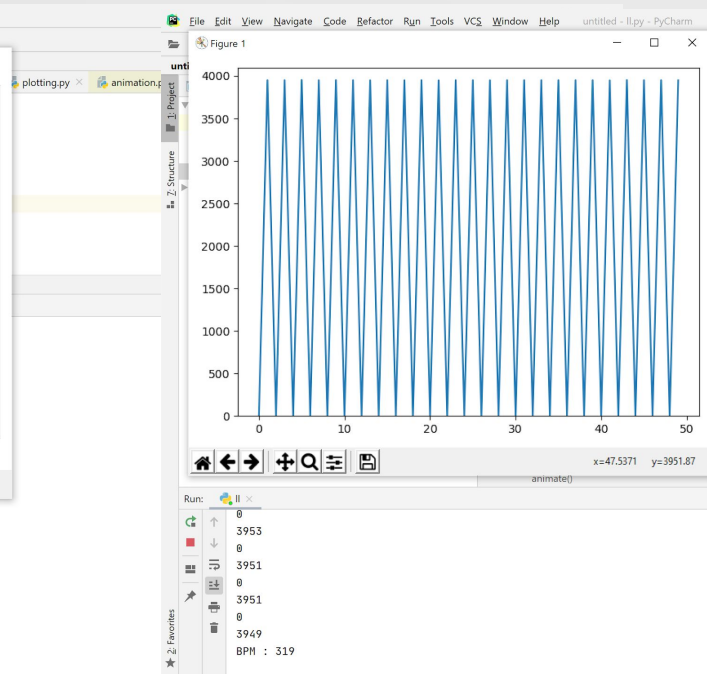 File Edit View Navigate Code Refactor Run Tools VCS Window Help untitled - ll.py - PyCharm
Figure 1
unti
plotting.py
animation.p
1: Project
7: Structure
4000
3500
3000
2500
2000
1500
1000
500
0
0 10 20 30 40 50
x=47.5371 y=3951.87
animate()
Run: ll
0
3953
0
3951
0
3951
0
3949
BPM : 319
2: Favorites